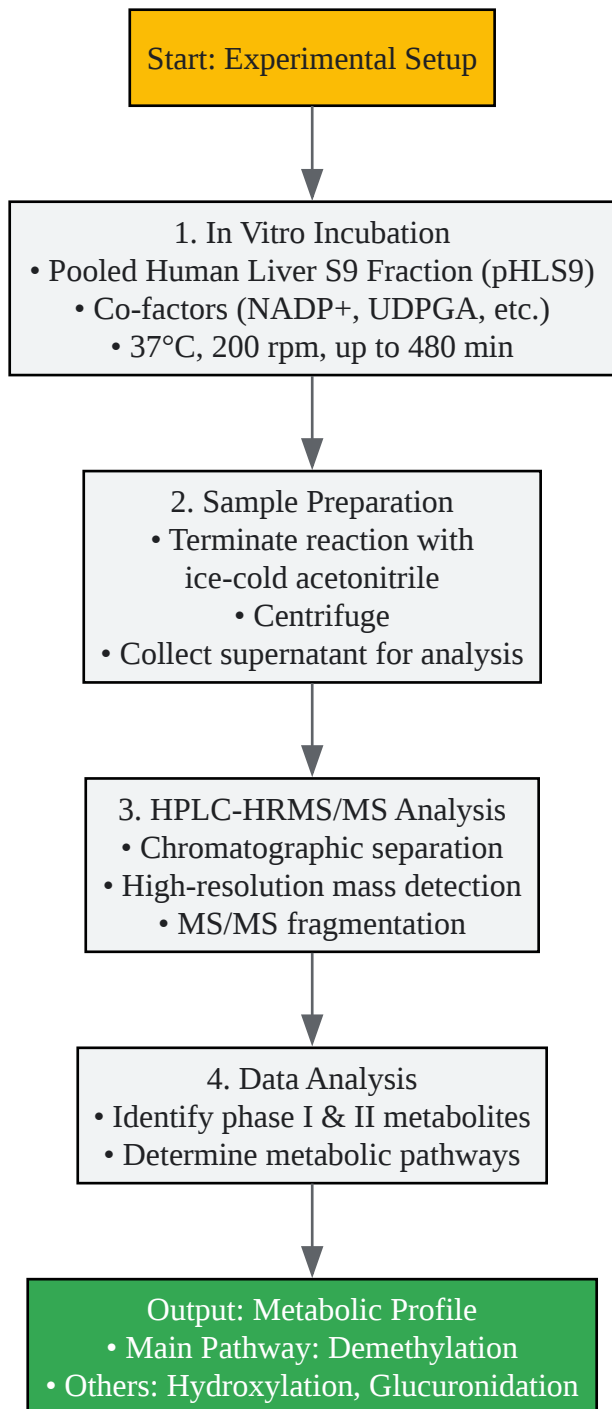 Start: Experimental Setup
1. In Vitro Incubation
• Pooled Human Liver S9 Fraction (pHLS9)
• Co-factors (NADP+, UDPGA, etc.)
• 37°C, 200 rpm, up to 480 min
2. Sample Preparation
• Terminate reaction with
ice-cold acetonitrile
• Centrifuge
• Collect supernatant for analysis
3. HPLC-HRMS/MS Analysis
• Chromatographic separation
• High-resolution mass detection
• MS/MS fragmentation
4. Data Analysis
• Identify phase I & II metabolites
• Determine metabolic pathways
Output: Metabolic Profile
• Main Pathway: Demethylation
• Others: Hydroxylation, Glucuronidation